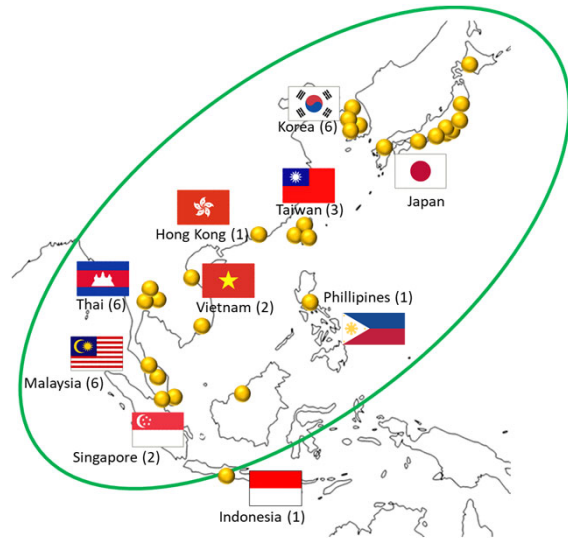 Korea (6)
Japan
Taiwan (3)
Hong Kong (1)
Thai (6)
Vietnam (2)
Phillipines (1)
Malaysia (6)
Singapore (2)
Indonesia (1)